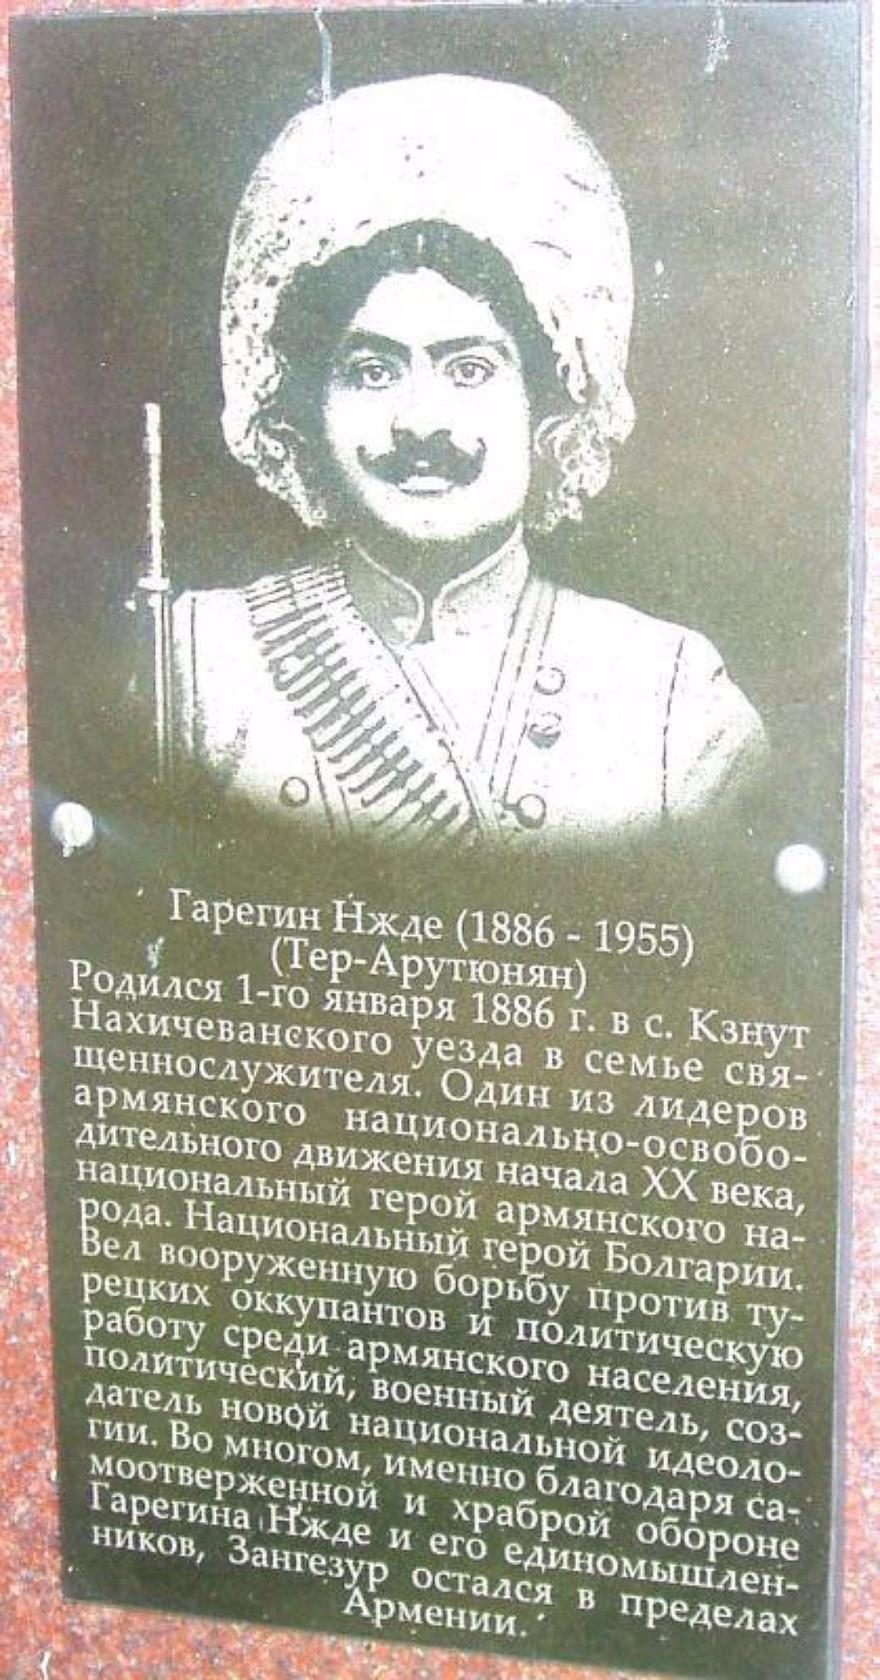 Гарегин Нжде (1886 - 1955)
(Тер-Арутюнян)
Родился 1-го января 1886 г. в с. Кзнут
Нахичеванского уезда в семье свя-
щеннослужителя. Один из лидеров
армянского национально-освобо-
дительного движения начала XX века,
национальный герой армянского на-
рода. Национальный герой Болгарии.
Вел вооруженную борьбу против ту-
рецких оккупантов и политическую
работу среди армянского населения,
политический, военный деятель, соз-
датель новой национальной идеоло-
гии. Во многом, именно благодаря са-
моотверженной и храброй обороне
Гарегина Нжде и его единомышлен-
ников, Зангезур остался в пределах
Армении.